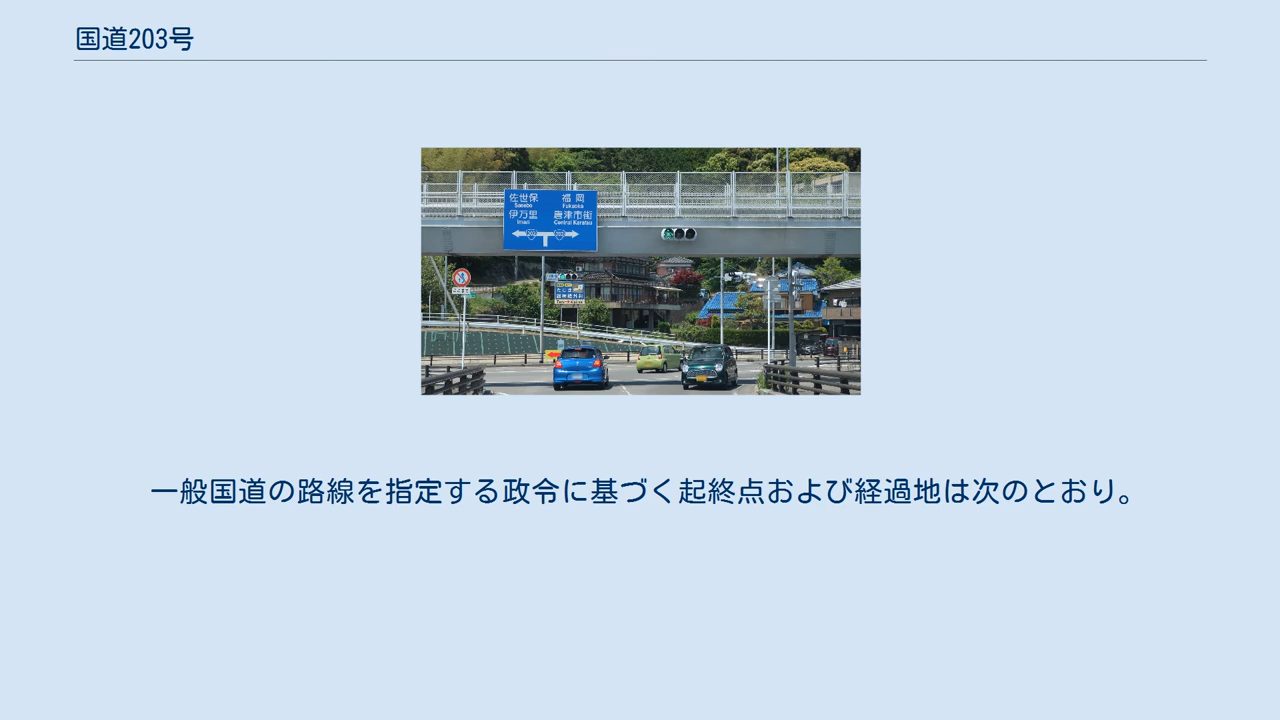 国道203号
佐世保 福岡
Sasebo Fukuoka
伊万里 唐津市街
Imari Central Karatsu
202 202
一般国道の路線を指定する政令に基づく起終点および経過地は次のとおり。